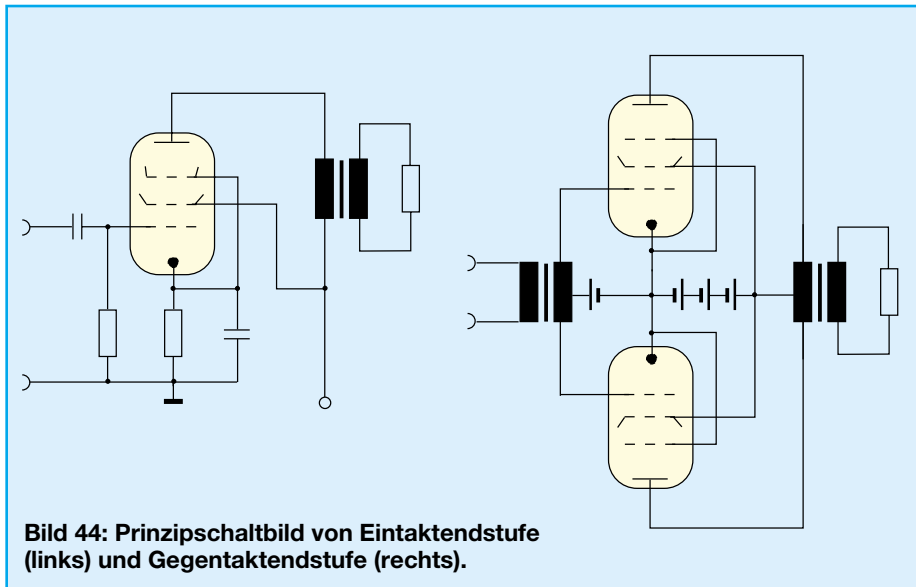 Bild 44: Prinzipschaltbild von Eintaktendstufe
(links) und Gegentaktendstufe (rechts).